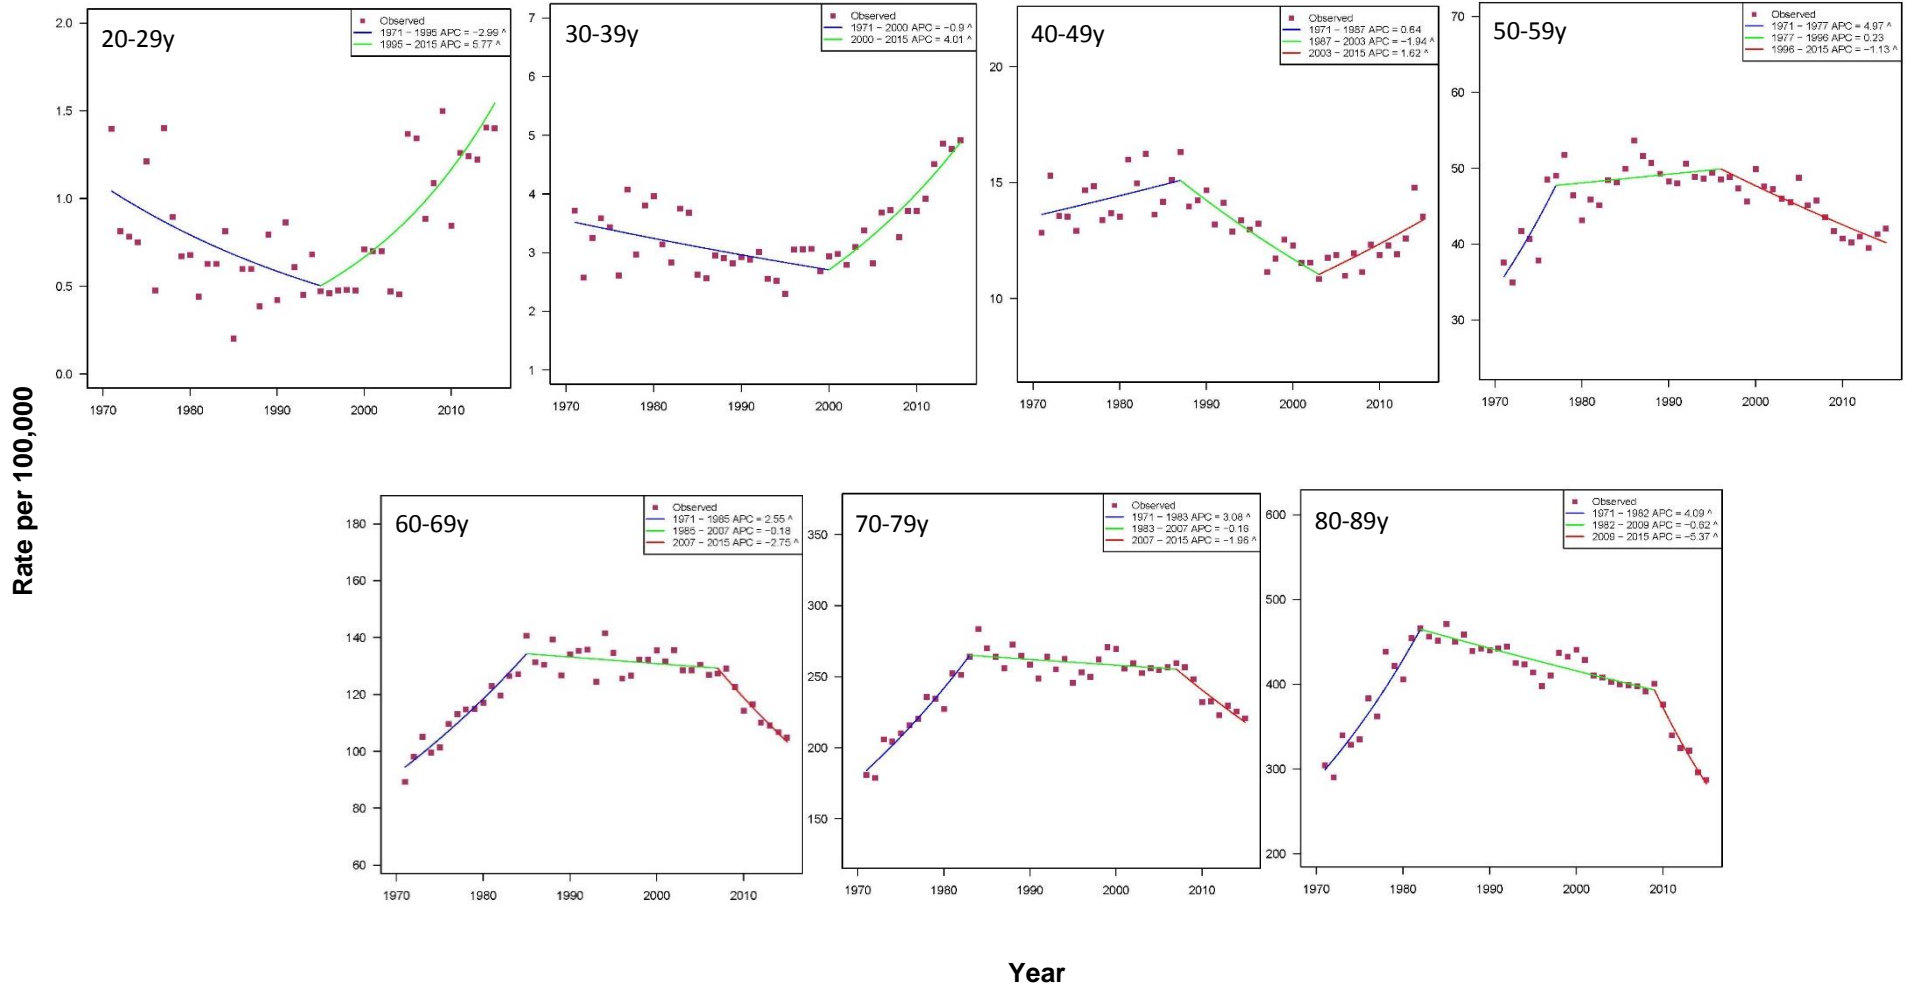 20-29y
Observed
1971 − 1995 APC = −2.99 ^
1995 − 2015 APC = 5.77 ^
2.0
1.5
1.0
0.5
0.0
1970 1980 1990 2000 2010
30-39y
Observed
1971 − 2000 APC = −0.9 ^
2000 − 2015 APC = 4.01 ^
7
6
5
4
3
2
1
1970 1980 1990 2000 2010
40-49y
Observed
1971 − 1987 APC = 0.64
1987 − 2003 APC = −1.94 ^
2003 − 2015 APC = 1.62 ^
20
15
10
1970 1980 1990 2000 2010
50-59y
Observed
1971 − 1977 APC = 4.97 ^
1977 − 1996 APC = 0.23
1996 − 2015 APC = −1.13 ^
70
60
50
40
30
1970 1980 1990 2000 2010
Rate per 100,000
60-69y
Observed
1971 − 1985 APC = 2.55 ^
1985 − 2007 APC = −0.18
2007 − 2015 APC = −2.75 ^
180
160
140
120
100
80
60
1970 1980 1990 2000 2010
70-79y
Observed
1971 − 1983 APC = 3.08 ^
1983 − 2007 APC = −0.16
2007 − 2015 APC = −1.96 ^
350
300
250
200
150
1970 1980 1990 2000 2010
80-89y
Observed
1971 − 1982 APC = 4.09 ^
1982 − 2009 APC = −0.62 ^
2009 − 2015 APC = −5.37 ^
600
500
400
300
200
1970 1980 1990 2000 2010
Year